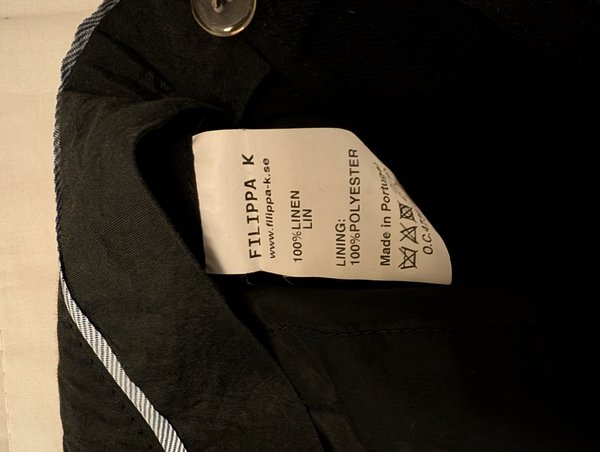 FILIPPA K
www.filippa-k.se
100%LINEN
LIN
LINING:
100%POLYESTER
Made in Portugal
O.C.